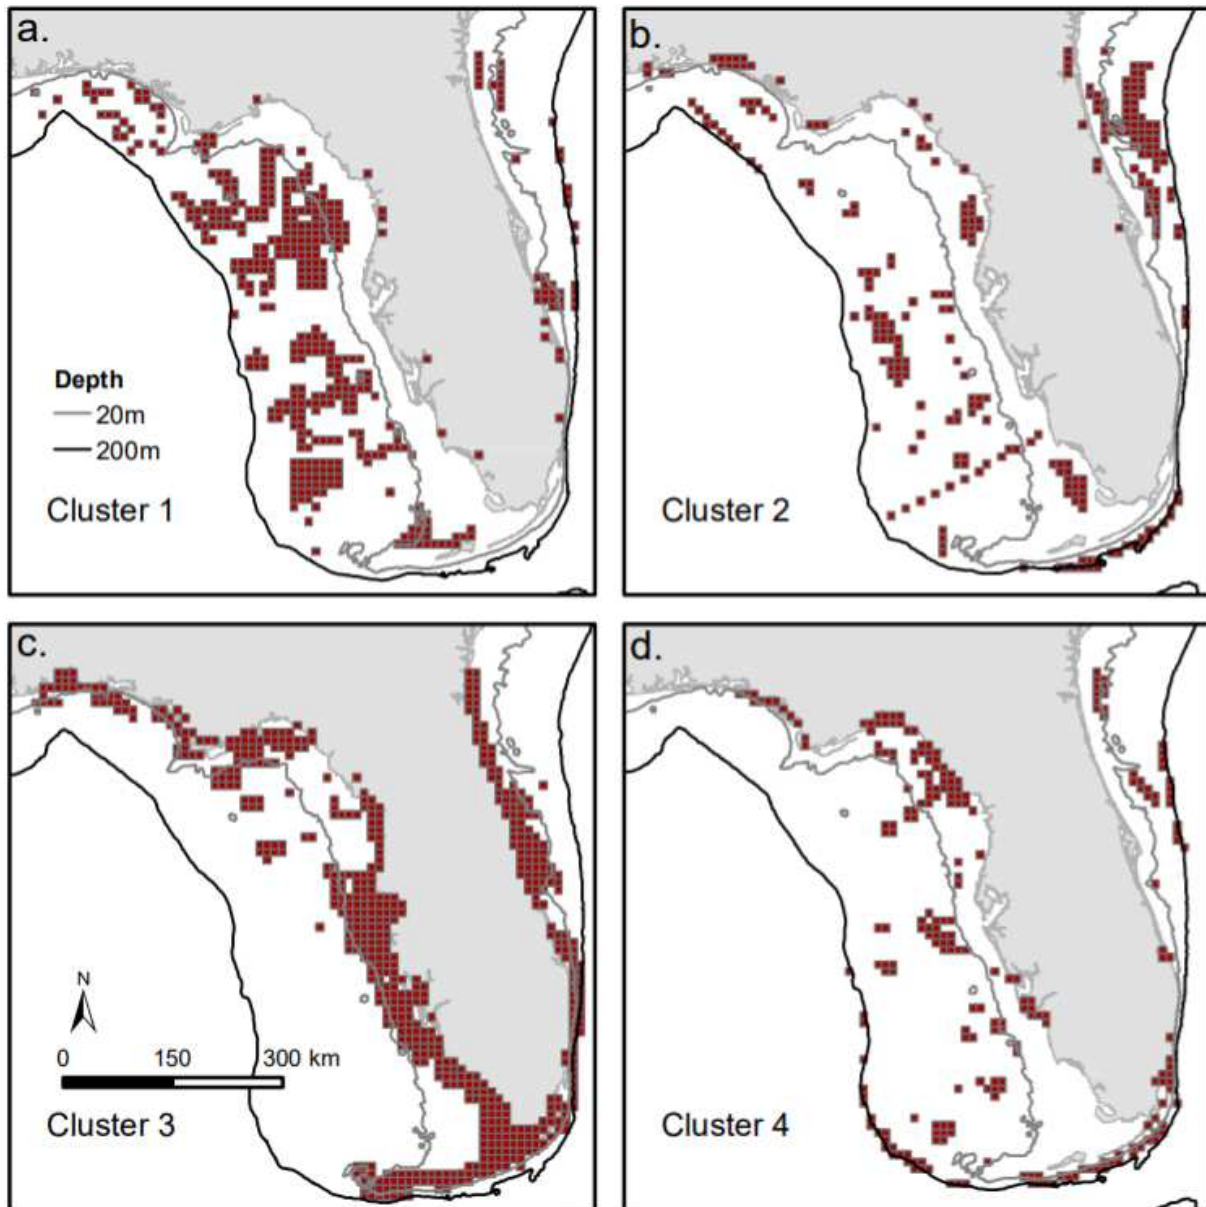 a.
Depth
20m
200m
Cluster 1
b.
Cluster 2
c.
N
0 150 300 km
Cluster 3
d.
Cluster 4